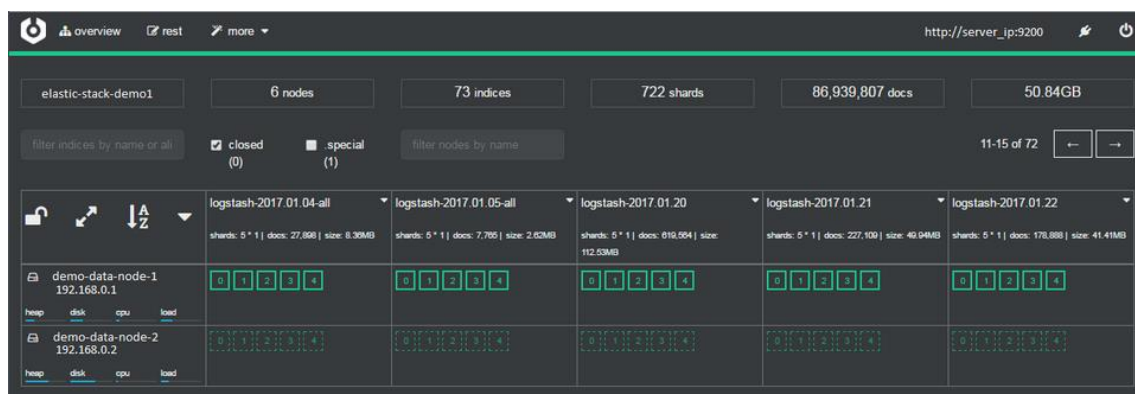 overview rest more http://server_ip:9200
elastic-stack-demo1 6 nodes 73 indices 722 shards 86,939,807 docs 50.84GB
filter indices by name or ali closed (0) .special (1) filter nodes by name 11-15 of 72 ← →
A Z
logstash-2017.01.04-all
shards: 5 * 1 | docs: 27,898 | size: 8.36MB
logstash-2017.01.05-all
shards: 5 * 1 | docs: 7,765 | size: 2.62MB
logstash-2017.01.20
shards: 5 * 1 | docs: 619,564 | size:
112.53MB
logstash-2017.01.21
shards: 5 * 1 | docs: 227,109 | size: 49.94MB
logstash-2017.01.22
shards: 5 * 1 | docs: 178,888 | size: 41.41MB
demo-data-node-1
192.168.0.1
heap disk cpu load
0 1 2 3 4 0 1 2 3 4 0 1 2 3 4 0 1 2 3 4 0 1 2 3 4
demo-data-node-2
192.168.0.2
heap disk cpu load
0 1 2 3 4 0 1 2 3 4 0 1 2 3 4 0 1 2 3 4 0 1 2 3 4